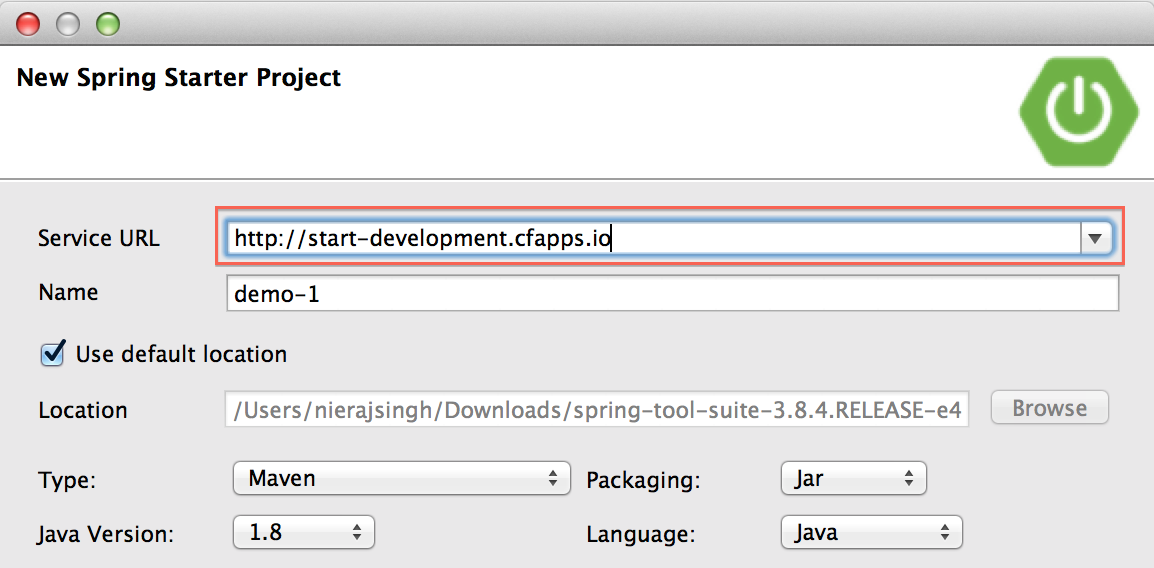 New Spring Starter Project
Service URL http://start-development.cfapps.io
Name demo-1
Use default location
Location /Users/nierajsingh/Downloads/spring-tool-suite-3.8.4.RELEASE-e4 Browse
Type: Maven Packaging: Jar
Java Version: 1.8 Language: Java